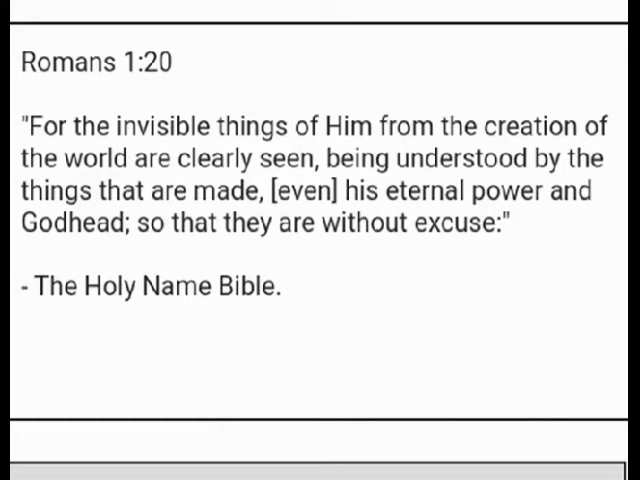 Romans 1:20
"For the invisible things of Him from the creation of
the world are clearly seen, being understood by the
things that are made, [even] his eternal power and
Godhead; so that they are without excuse:"
- The Holy Name Bible.